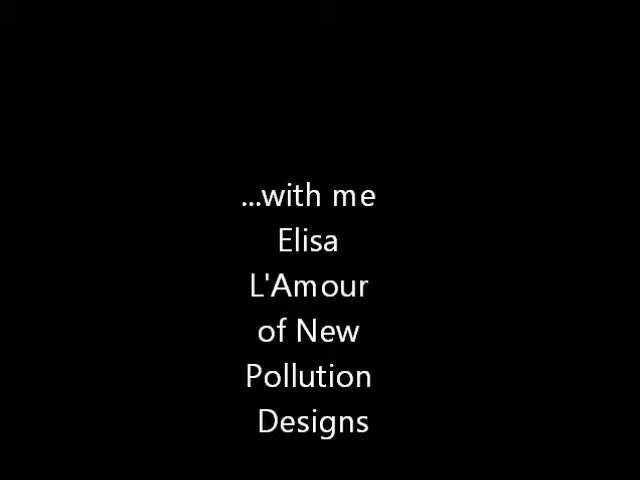 ...with me
Elisa
L'Amour
of New
Pollution
Designs